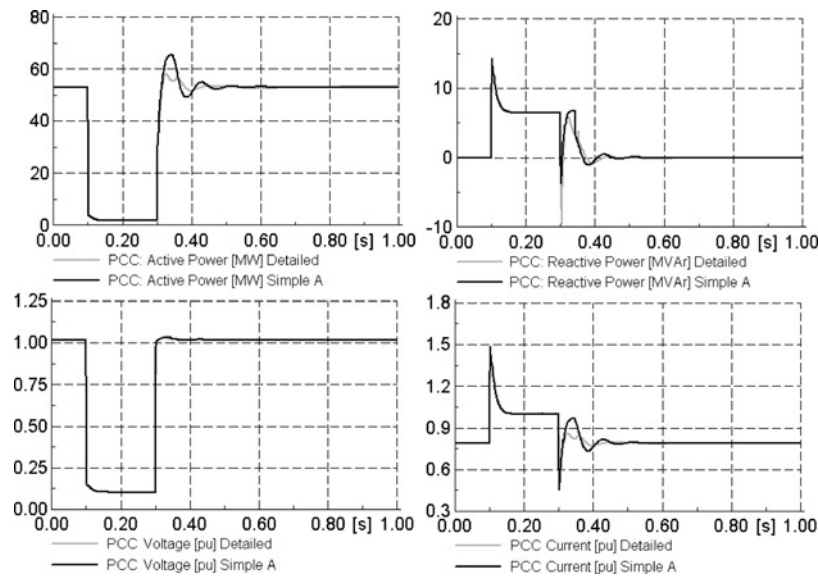 80
60
40
20
0
0.00 0.20 0.40 0.60 0.80 [s] 1.00
PCC: Active Power [MW] Detailed
PCC: Active Power [MW] Simple A
20
10
0
-10
0.00 0.20 0.40 0.60 0.80 [s] 1.00
PCC: Reactive Power [MVAr] Detailed
PCC: Reactive Power [MVAr] Simple A
1.25
1.00
0.75
0.50
0.25
0.00
0.00 0.20 0.40 0.60 0.80 [s] 1.00
PCC Voltage [pu] Detailed
PCC Voltage [pu] Simple A
1.8
1.5
1.2
0.9
0.6
0.3
0.00 0.20 0.40 0.60 0.80 [s] 1.00
PCC Current [pu] Detailed
PCC Current [pu] Simple A